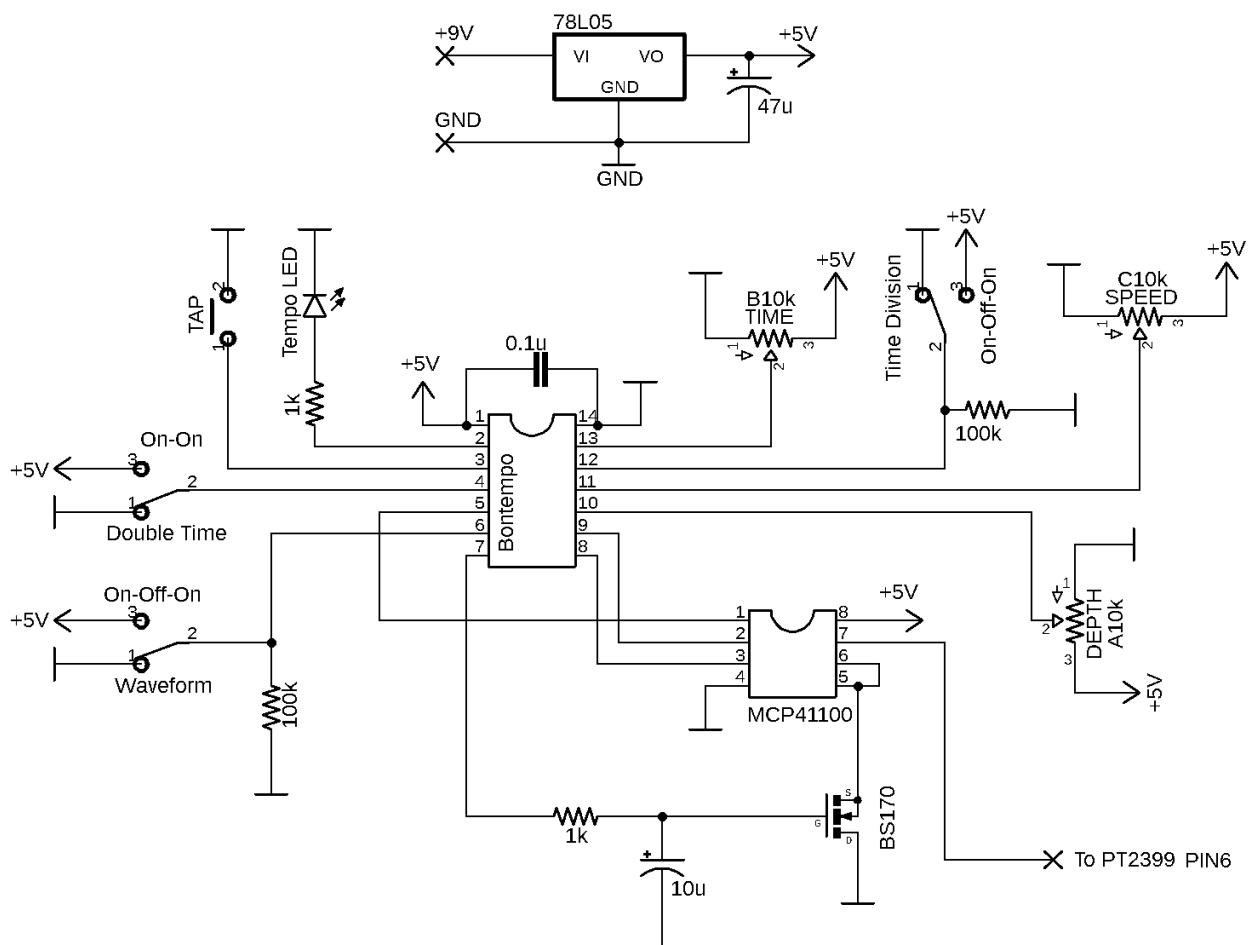 78L05
+9V
VI VO
GND
+5V
47u
GND
GND
TAP
2
1
Tempo LED
1k
+5V
0.1u
B10k
TIME
1
2
3
+5V
Time Division
1
3
2
+5V
On-Off-On
100k
C10k
SPEED
1
2
3
+5V
On-On
+5V
3
2
1
Double Time
Bontempo
1
2
3
4
5
6
7
14
13
12
11
10
9
8
On-Off-On
+5V
3
2
1
Waveform
100k
1
2
3
4
8
7
6
5
+5V
MCP41100
1
2
3
DEPTH
A10k
+5V
1k
10u
G
S
D
BS170
To PT2399 PIN6